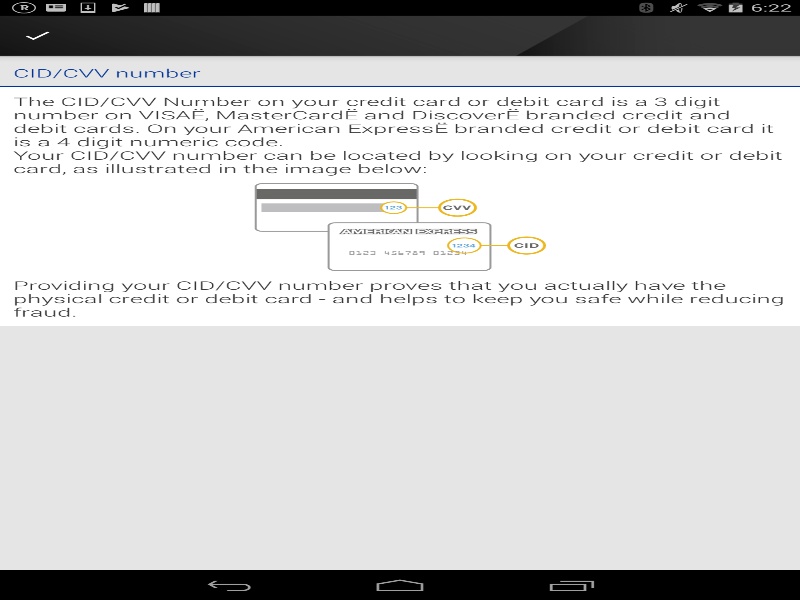 R
6:22
CID/CVV number
The CID/CVV Number on your credit card or debit card is a 3 digit
number on VISAË, MasterCardË and DiscoverË branded credit and
debit cards. On your American ExpressË branded credit or debit card it
is a 4 digit numeric code.
Your CID/CVV number can be located by looking on your credit or debit
card, as illustrated in the image below:
123 CVV
AMERICAN EXPRESS
1234 CID
0123 456789 01234
Providing your CID/CVV number proves that you actually have the
physical credit or debit card - and helps to keep you safe while reducing
fraud.